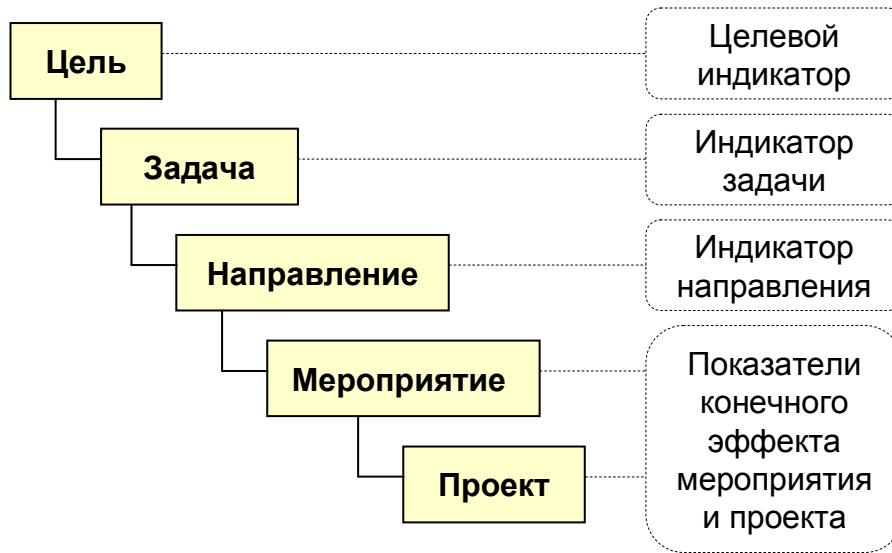 Цель
Целевой
индикатор
Задача
Индикатор
задачи
Направление
Индикатор
направления
Мероприятие
Показатели
конечного
эффекта
мероприятия
и проекта
Проект